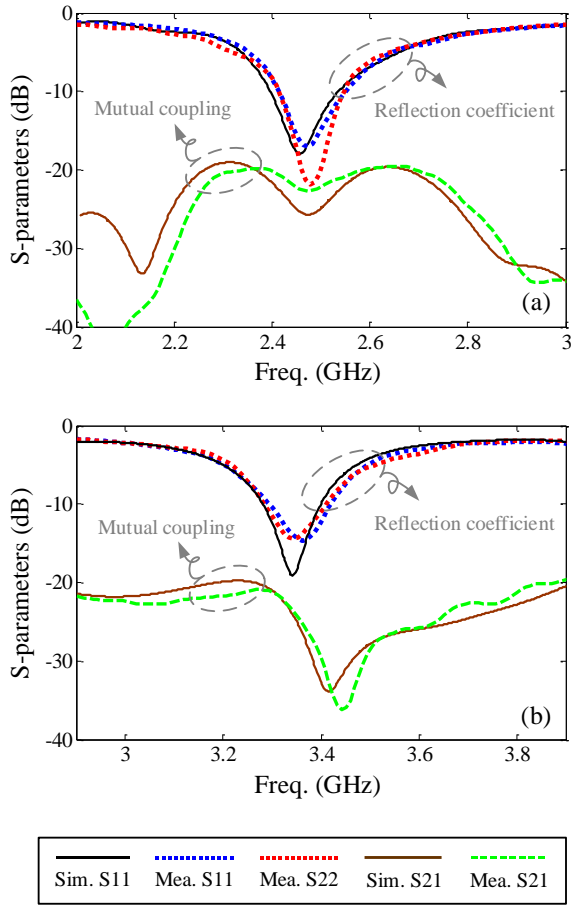 0
-10
-20
-30
-40
S-parameters (dB)
Mutual coupling
Reflection coefficient
(a)
2 2.2 2.4 2.6 2.8 3
Freq. (GHz)
0
-10
-20
-30
-40
S-parameters (dB)
Mutual coupling
Reflection coefficient
(b)
3 3.2 3.4 3.6 3.8
Freq. (GHz)
Sim. S11 Mea. S11 Mea. S22 Sim. S21 Mea. S21